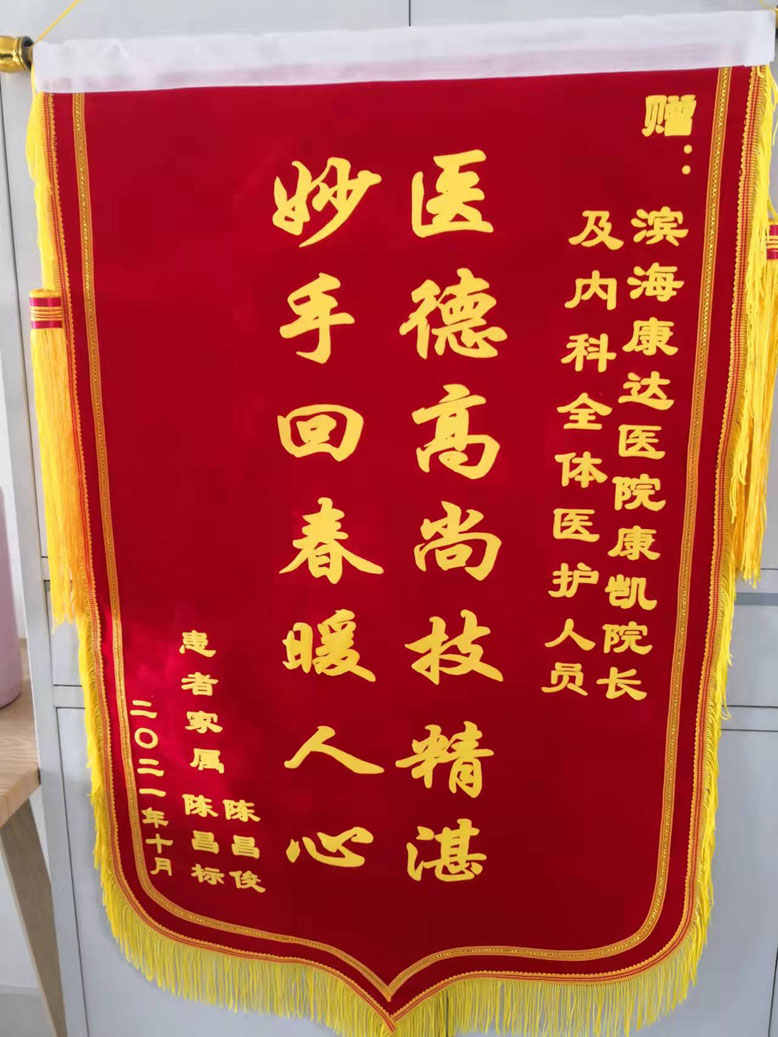 赠：
滨海康达医院康凯院长
及内科全体医护人员
医德高尚技精湛
妙手回春暖人心
患者家属 陈昌俊
陈昌标
二〇二一年十月